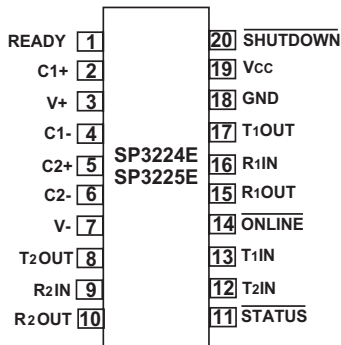 READY 1 20 SHUTDOWN
C1+ 2 19 VCC
V+ 3 18 GND
C1- 4 17 T1OUT
SP3224E
SP3225E
C2+ 5 16 R1IN
C2- 6 15 R1OUT
V- 7 14 ONLINE
T2OUT 8 13 T1IN
R2IN 9 12 T2IN
R2OUT 10 11 STATUS